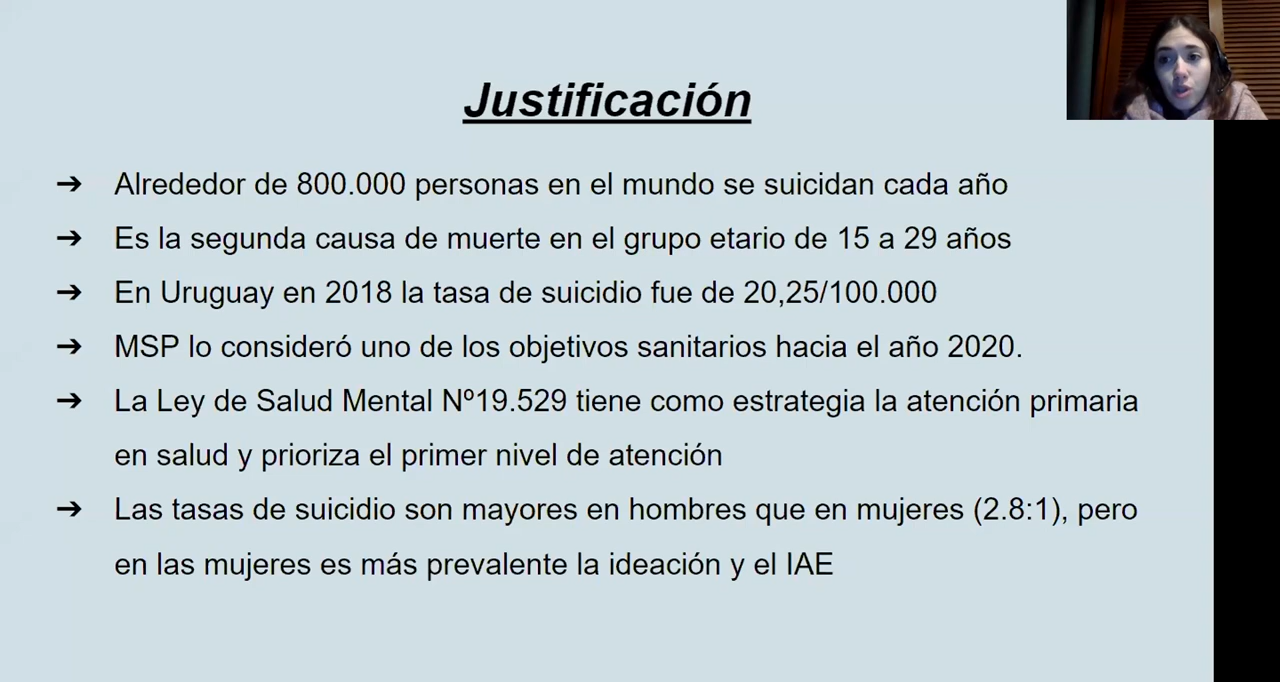 Justificación
➔ Alrededor de 800.000 personas en el mundo se suicidan cada año
➔ Es la segunda causa de muerte en el grupo etario de 15 a 29 años
➔ En Uruguay en 2018 la tasa de suicidio fue de 20,25/100.000
➔ MSP lo consideró uno de los objetivos sanitarios hacia el año 2020.
➔ La Ley de Salud Mental Nº19.529 tiene como estrategia la atención primaria
en salud y prioriza el primer nivel de atención
➔ Las tasas de suicidio son mayores en hombres que en mujeres (2.8:1), pero
en las mujeres es más prevalente la ideación y el IAE